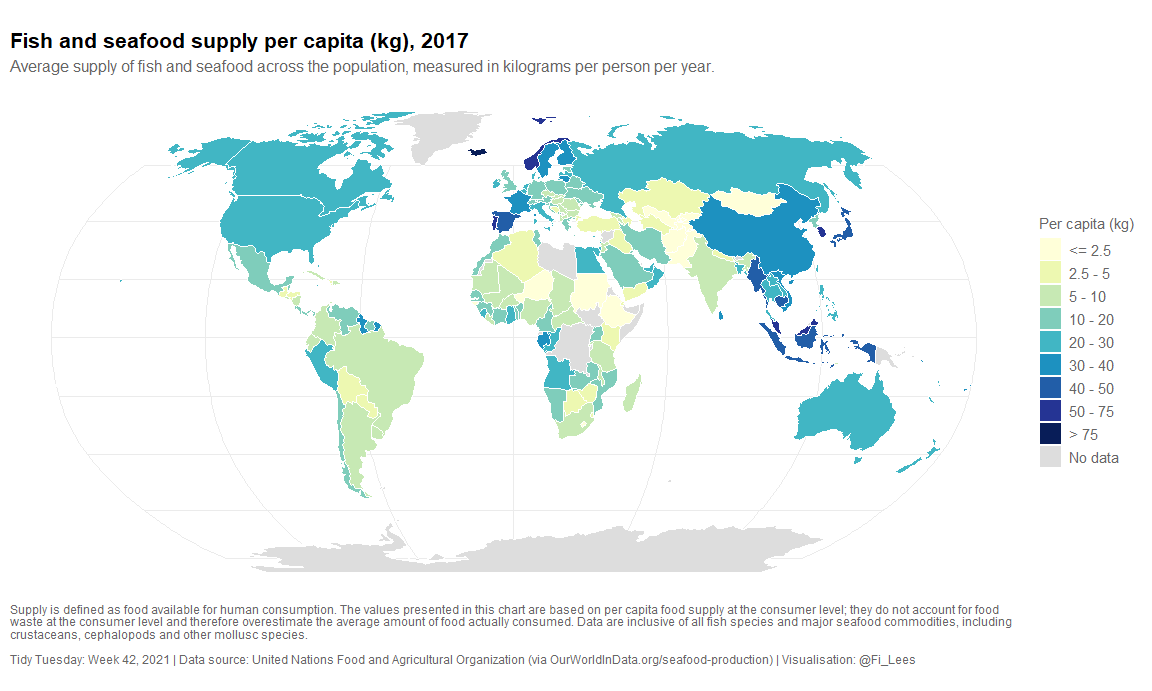 Fish and seafood supply per capita (kg), 2017
Average supply of fish and seafood across the population, measured in kilograms per person per year.
Per capita (kg)
<= 2.5
2.5 - 5
5 - 10
10 - 20
20 - 30
30 - 40
40 - 50
50 - 75
> 75
No data
Supply is defined as food available for human consumption. The values presented in this chart are based on per capita food supply at the consumer level; they do not account for food
waste at the consumer level and therefore overestimate the average amount of food actually consumed. Data are inclusive of all fish species and major seafood commodities, including
crustaceans, cephalopods and other mollusc species.
Tidy Tuesday: Week 42, 2021 | Data source: United Nations Food and Agricultural Organization (via OurWorldInData.org/seafood-production) | Visualisation: @Fi_Lees